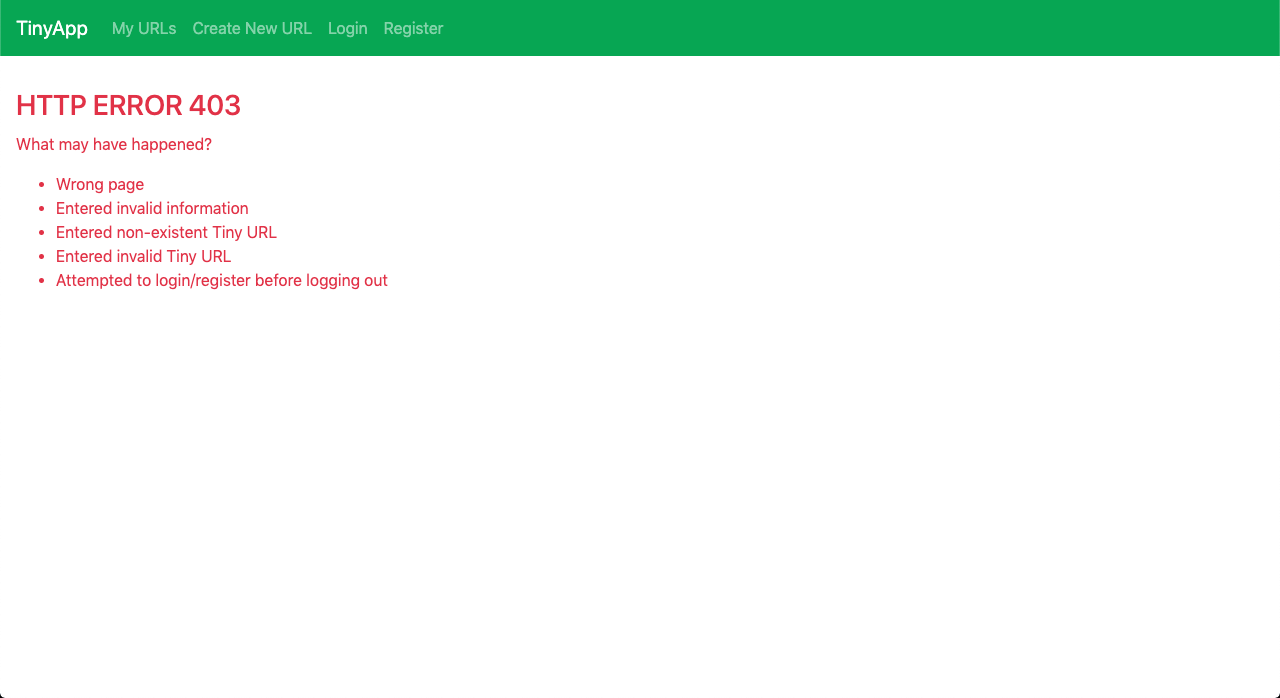 TinyApp My URLs Create New URL Login Register
HTTP ERROR 403
What may have happened?
• Wrong page
• Entered invalid information
• Entered non-existent Tiny URL
• Entered invalid Tiny URL
• Attempted to login/register before logging out